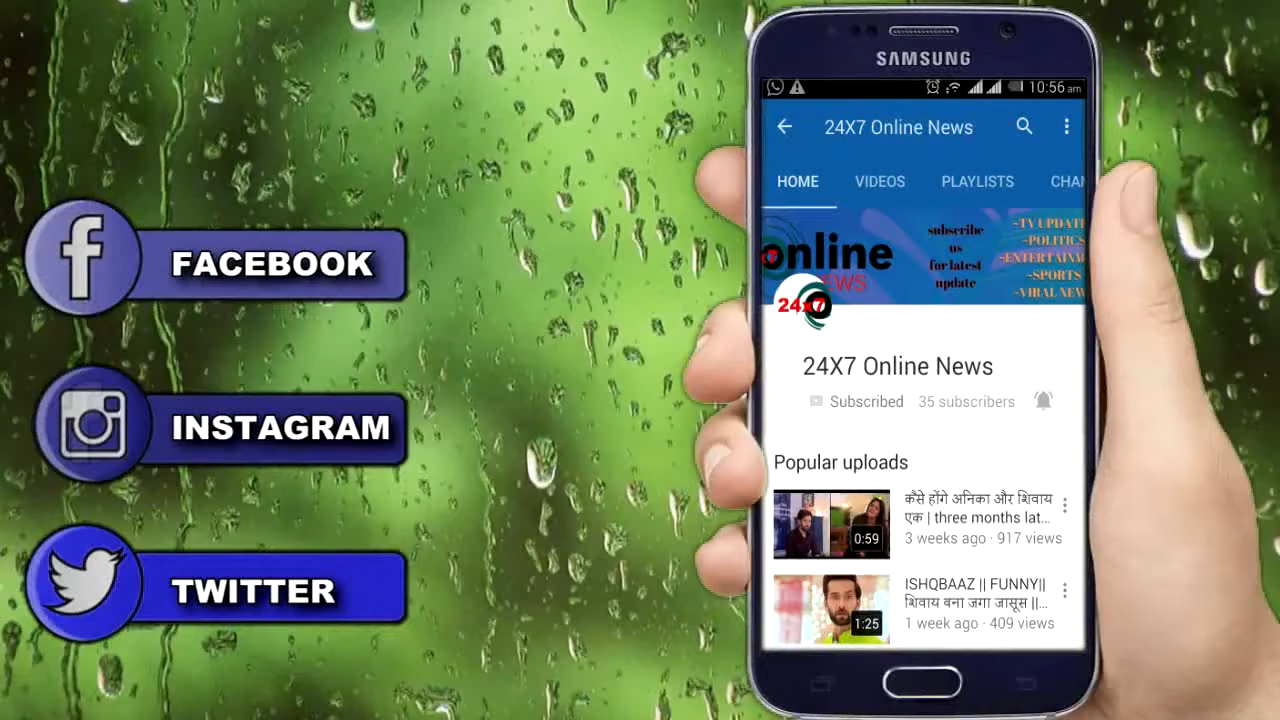 FACEBOOK
INSTAGRAM
TWITTER
SAMSUNG
10:56 am
24X7 Online News
HOME VIDEOS PLAYLISTS CHAN
online
NEWS
subscribe
us
for latest
update
~TV UPDATE
~POLITICS
~ENTERTAINM
~SPORTS
~VIRAL NEW
24x7
24X7 Online News
Subscribed 35 subscribers
Popular uploads
0:59
कैसे होंगे अनिका और शिवाय
एक | three months lat...
3 weeks ago · 917 views
1:25
ISHQBAAZ || FUNNY||
शिवाय बना जगा जासूस ||...
1 week ago · 409 views